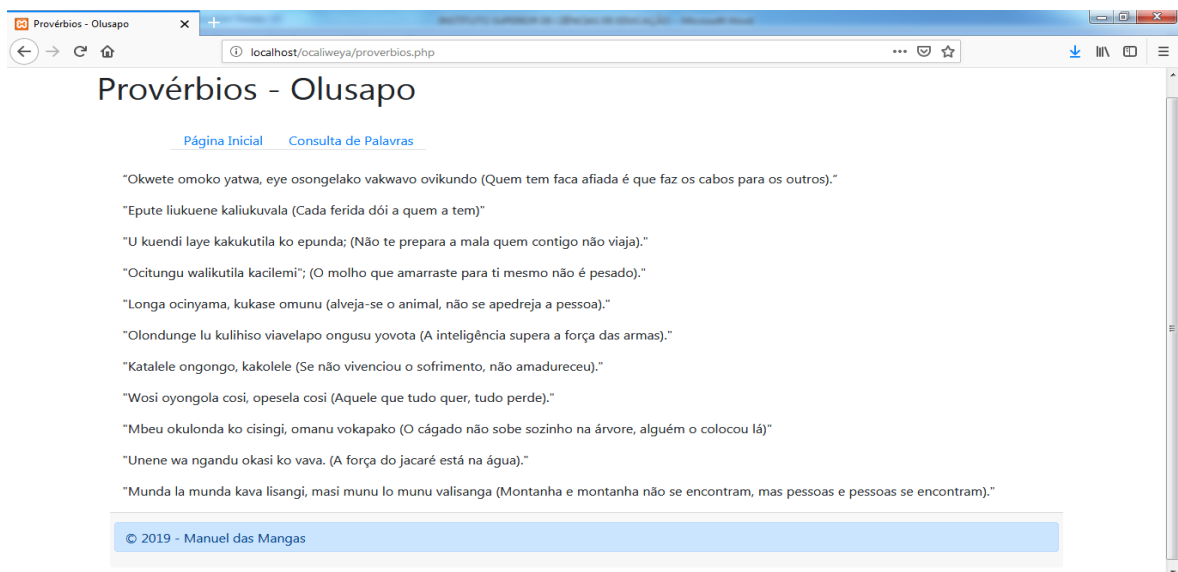 Provérbios - Olusapo
localhost/ocaliweya/proverbios.php
Provérbios - Olusapo
Página Inicial Consulta de Palavras
"Okwete omoko yatwa, eye osongelako vakwavo ovikundo (Quem tem faca afiada é que faz os cabos para os outros)."
"Epute liukuene kaliukuvala (Cada ferida dói a quem a tem)"
"U kuendi laye kakukutila ko epunda; (Não te prepara a mala quem contigo não viaja)."
"Ocitungu walikutila kacilemi"; (O molho que amarraste para ti mesmo não é pesado)."
"Longa ocinyama, kukase omunu (alveja-se o animal, não se apedreja a pessoa)."
"Olondunge lu kulihiso viavelapo ongusu yovota (A inteligência supera a força das armas)."
"Katalele ongongo, kakolele (Se não vivenciou o sofrimento, não amadureceu)."
"Wosi oyongola cosi, opesela cosi (Aquele que tudo quer, tudo perde)."
"Mbeu okulonda ko cisingi, omanu vokapako (O cágado não sobe sozinho na árvore, alguém o colocou lá)"
"Unene wa ngandu okasi ko vava. (A força do jacaré está na água)."
"Munda la munda kava lisangi, masi munu lo munu valisanga (Montanha e montanha não se encontram, mas pessoas e pessoas se encontram)."
© 2019 - Manuel das Mangas